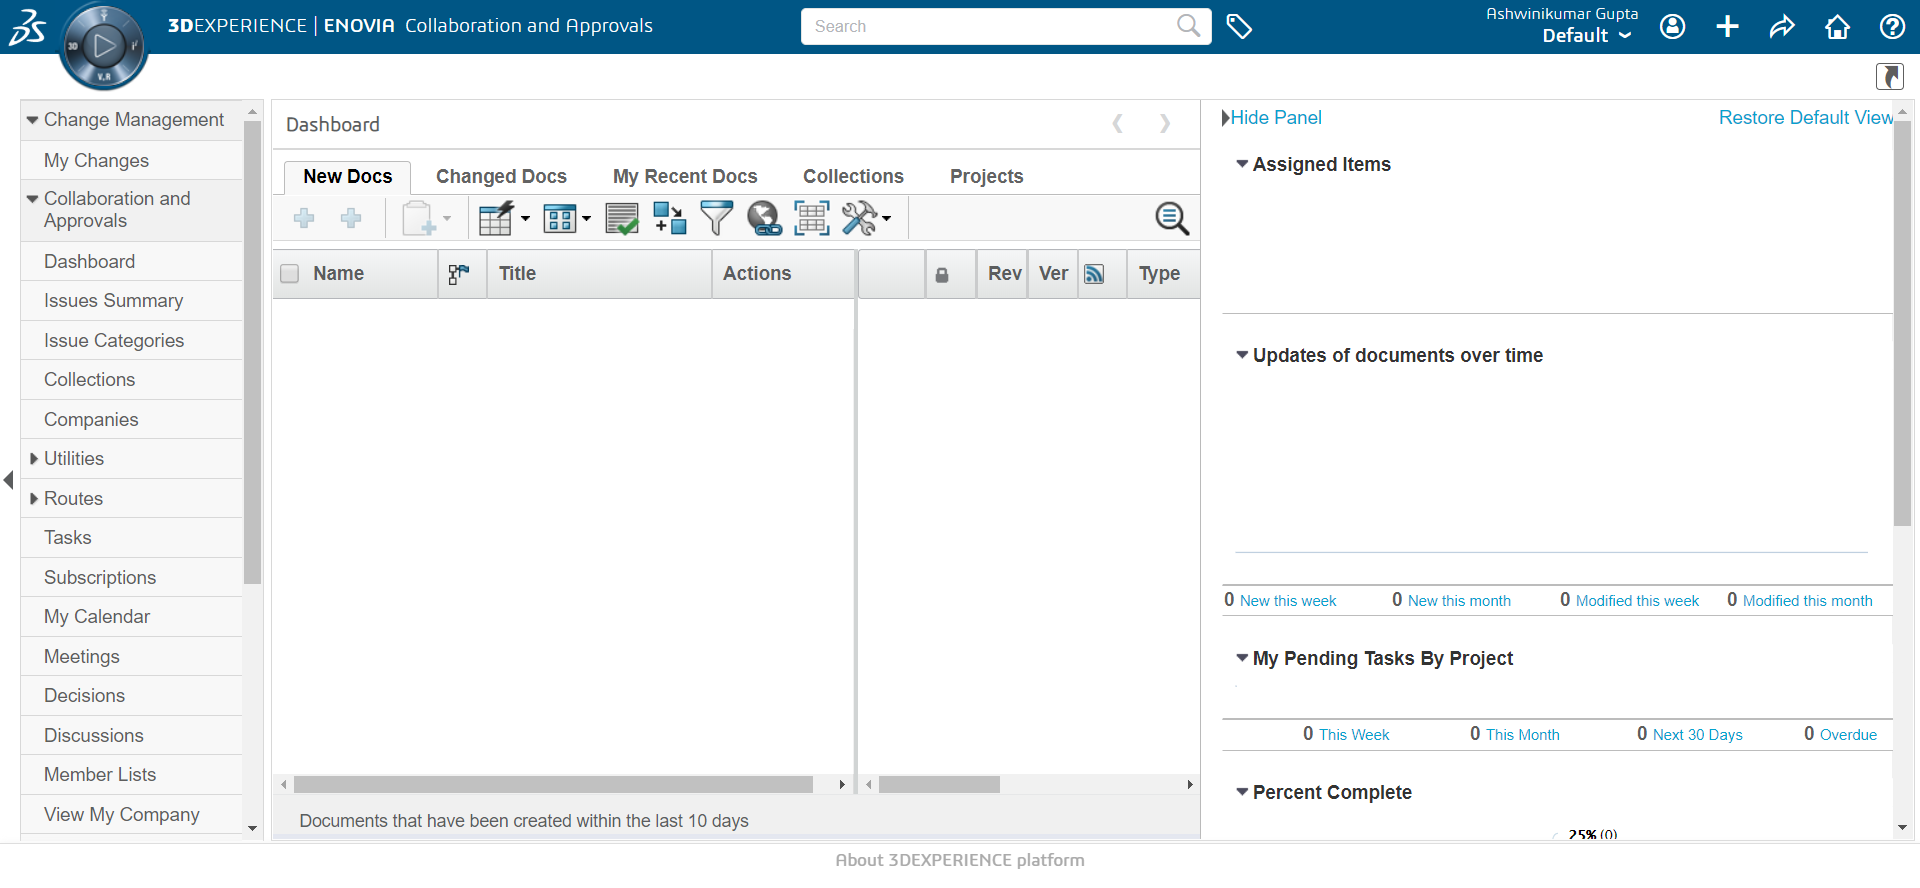 3DEXPERIENCE | ENOVIA Collaboration and Approvals
Search
Ashwinikumar Gupta
Default
3D
V.R
Change Management
My Changes
Collaboration and
Approvals
Dashboard
Issues Summary
Issue Categories
Collections
Companies
Utilities
Routes
Tasks
Subscriptions
My Calendar
Meetings
Decisions
Discussions
Member Lists
View My Company
Dashboard
New Docs Changed Docs My Recent Docs Collections Projects
Name Title Actions Rev Ver Type
Documents that have been created within the last 10 days
Hide Panel Restore Default View
Assigned Items
Updates of documents over time
0 New this week 0 New this month 0 Modified this week 0 Modified this month
My Pending Tasks By Project
0 This Week 0 This Month 0 Next 30 Days 0 Overdue
Percent Complete
25% (0)
About 3DEXPERIENCE platform